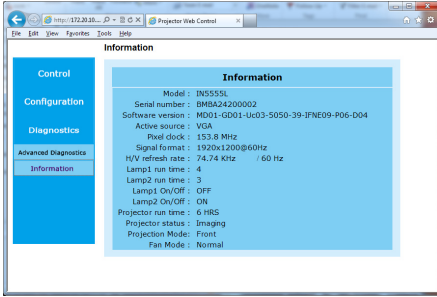 http://172.20.10...
Projector Web Control
File Edit View Favorites Tools Help
Information
Control
Configuration
Diagnostics
Advanced Diagnostics
Information
Information
Model : IN5555L
Serial number : BMBA24200002
Software version : MD01-GD01-Uc03-5050-39-IFNE09-P06-D04
Active source : VGA
Pixel clock : 153.8 MHz
Signal format : 1920x1200@60Hz
H/V refresh rate : 74.74 KHz / 60 Hz
Lamp1 run time : 4
Lamp2 run time : 3
Lamp1 On/Off : OFF
Lamp2 On/Off : ON
Projector run time : 6 HRS
Projector status : Imaging
Projection Mode: Front
Fan Mode : Normal